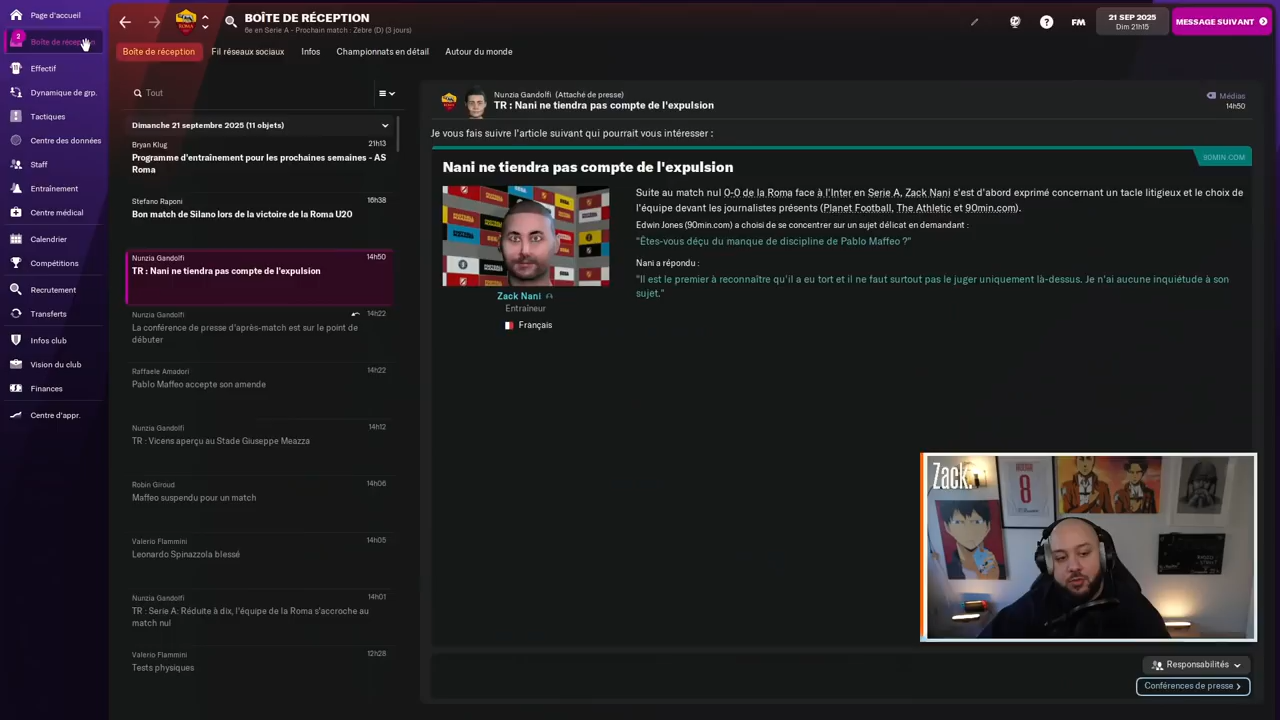 Page d'accueil
2
Boîte de réception
Effectif
Dynamique de grp.
Tactiques
Centre des données
Staff
Entraînement
Centre médical
Calendrier
Compétitions
Recrutement
Transferts
Infos club
Vision du club
Finances
Centre d'appr.
BOÎTE DE RÉCEPTION
8e en Série A - Prochain match : Zèbre (D) (3 jours)
FM
21 SEP 2025
Dim 21h15
MESSAGE SUIVANT
Boîte de réception
Fil réseaux sociaux
Infos
Championnats en détail
Autour du monde
Tout
Dimanche 21 septembre 2025 (11 objets)
Bryan Klug
21h13
Programme d'entraînement pour les prochaines semaines - AS
Roma
Stefano Raponi
16h38
Bon match de Silano lors de la victoire de la Roma U20
Nunzia Gandolfi
14h50
TR : Nani ne tiendra pas compte de l'expulsion
Nunzia Gandolfi
14h22
La conférence de presse d'après-match est sur le point de
débuter
Raffaele Amadori
14h22
Pablo Maffeo accepte son amende
Nunzia Gandolfi
14h12
TR : Vicens aperçu au Stade Giuseppe Meazza
Robin Giroud
14h06
Maffeo suspendu pour un match
Valerio Flammini
14h05
Leonardo Spinazzola blessé
Nunzia Gandolfi
14h01
TR : Serie A: Réduite à dix, l'équipe de la Roma s'accroche au
match nul
Valerio Flammini
12h28
Tests physiques
Nunzia Gandolfi (Attaché de presse)
TR : Nani ne tiendra pas compte de l'expulsion
Médias
14h50
Je vous fais suivre l'article suivant qui pourrait vous intéresser :
90MIN.COM
Nani ne tiendra pas compte de l'expulsion
Zack Nani
Entraîneur
Français
Suite au match nul 0-0 de la Roma face à l'Inter en Serie A, Zack Nani s'est d'abord exprimé concernant un tacle litigieux et le choix de
l'équipe devant les journalistes présents (Planet Football, The Athletic et 90min.com).
Edwin Jones (90min.com) a choisi de se concentrer sur un sujet délicat en demandant :
"Êtes-vous déçu du manque de discipline de Pablo Maffeo ?"
Nani a répondu :
"Il est le premier à reconnaître qu'il a eu tort et il ne faut surtout pas le juger uniquement là-dessus. Je n'ai aucune inquiétude à son
sujet."
Zack.
8
Responsabilités
Conférences de presse